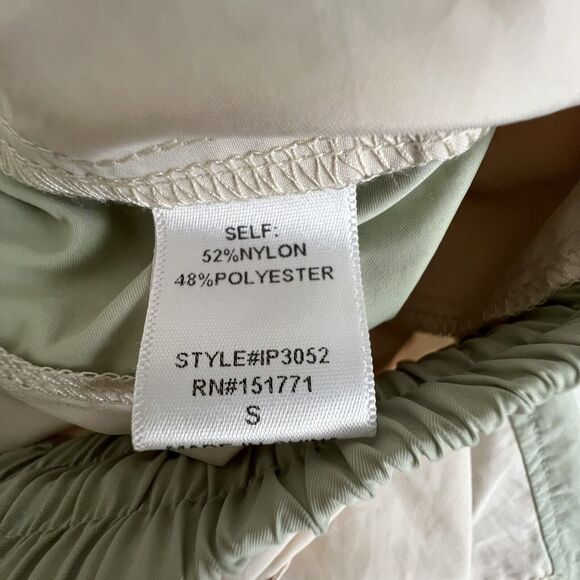 SELF:
52%NYLON
48%POLYESTER
STYLE#IP3052
RN#151771
S